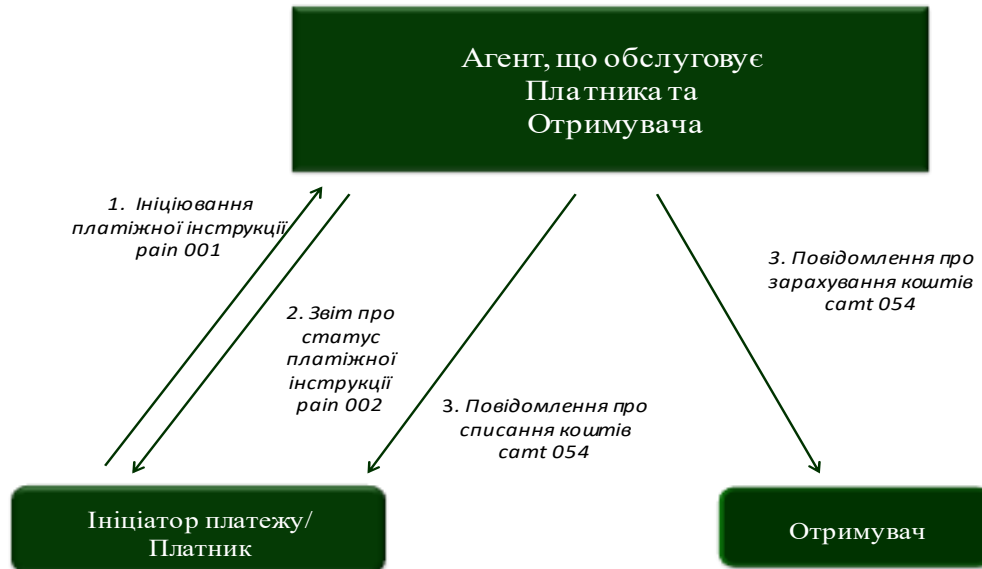 Агент, що обслуговує
Платника та
Отримувача
1. Ініціювання
платіжної інструкції
pain 001
2. Звіт про
статус
платіжної
інструкції
pain 002
3. Повідомлення про
списання коштів
camt 054
3. Повідомлення про
зарахування коштів
camt 054
Ініціатор платежу/
Платник
Отримувач